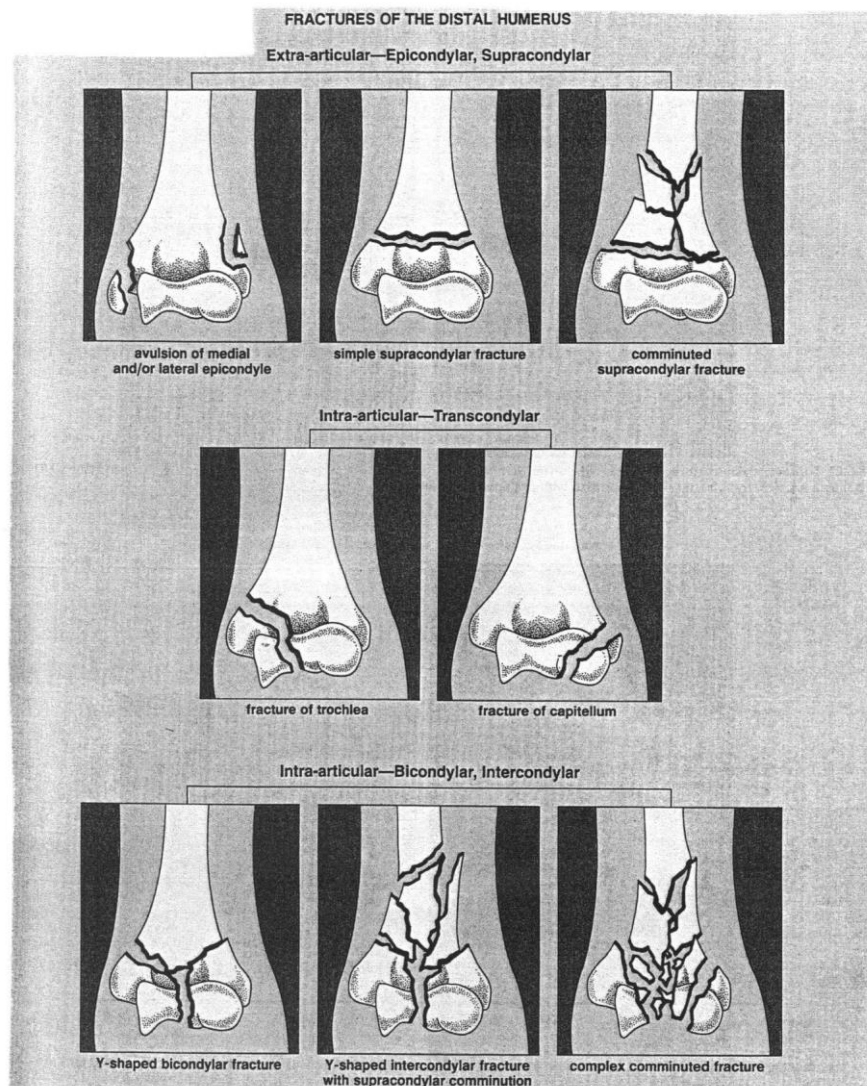 FRACTURES OF THE DISTAL HUMERUS
Extra-articular—Epicondylar, Supracondylar
avulsion of medial
and/or lateral epicondyle
simple supracondylar fracture
comminuted
supracondylar fracture
Intra-articular—Transcondylar
fracture of trochlea
fracture of capitellum
Intra-articular—Bicondylar, Intercondylar
Y-shaped bicondylar fracture
Y-shaped intercondylar fracture
with supracondylar comminution
complex comminuted fracture